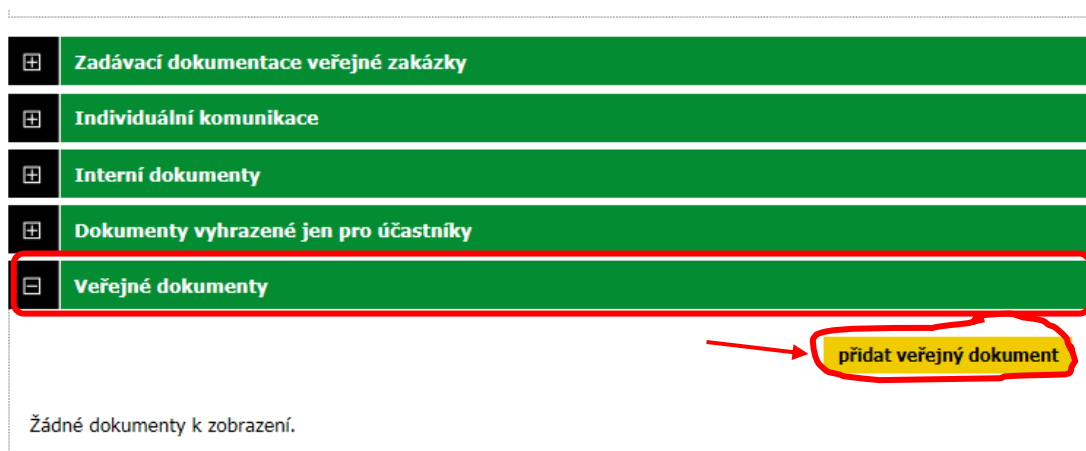 Zadávací dokumentace veřejné zakázky
Individuální komunikace
Interní dokumenty
Dokumenty vyhrazené jen pro účastníky
Veřejné dokumenty
přidat veřejný dokument
Žádné dokumenty k zobrazení.